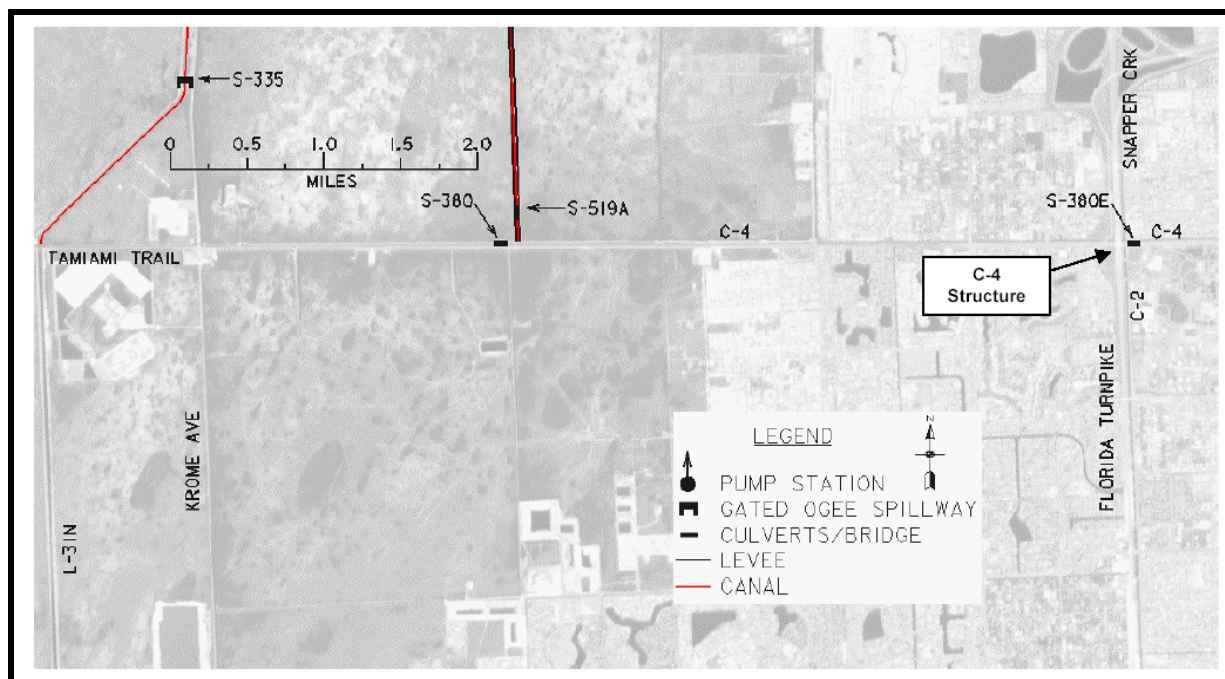 SNAPPER CRK
S-335
0 0.5 1.0 1.5 2.0
MILES
S-380
S-519A
S-380E
C-4
C-4
TAMIAMI TRAIL
C-4
Structure
C-2
KROME AVE
FLORIDA TURNPIKE
L-31N
LEGEND
N
PUMP STATION
GATED OGEE SPILLWAY
CULVERTS/BRIDGE
LEVEE
CANAL